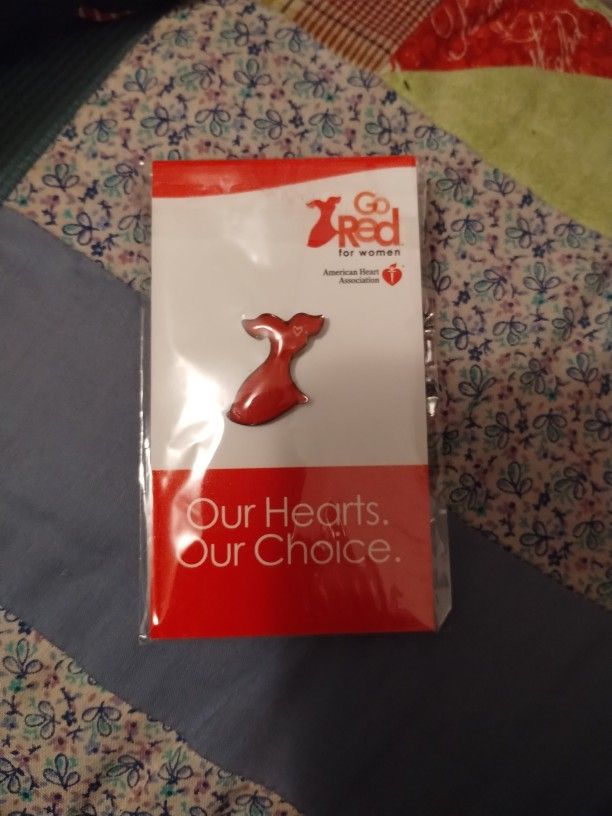 Go
Red
for women
American Heart
Association
Our Hearts.
Our Choice.